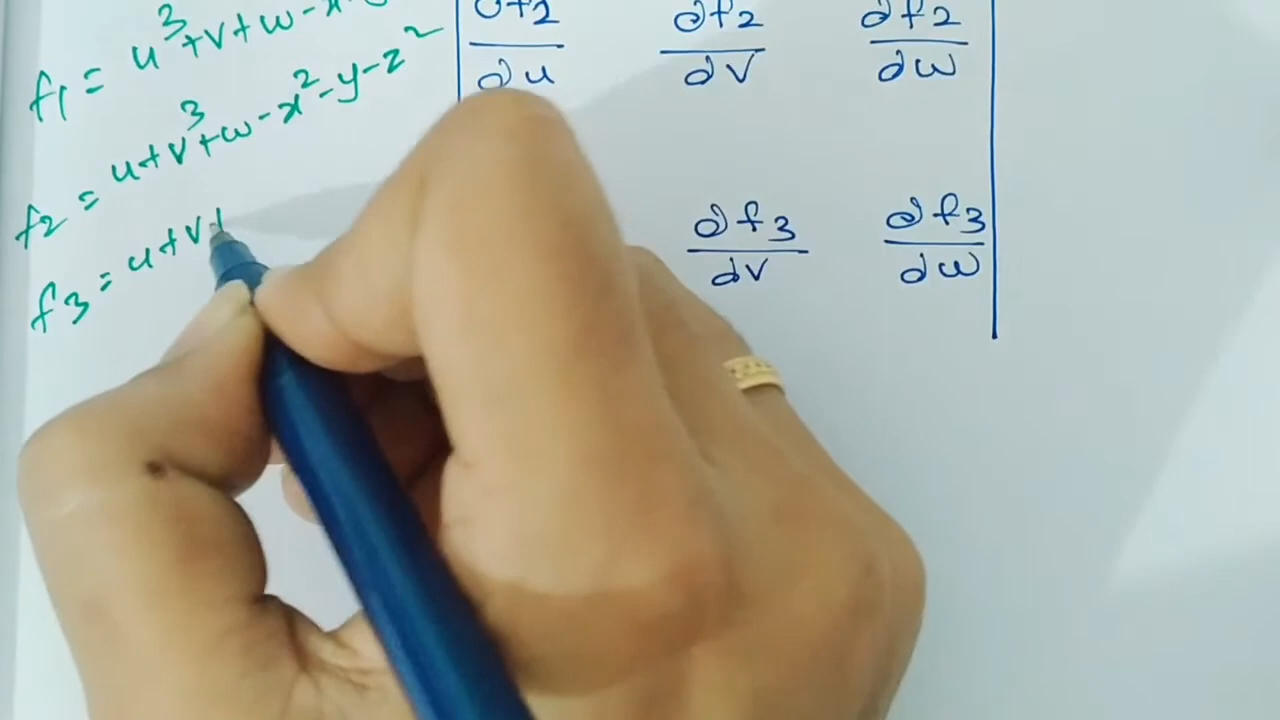 f1 = u³+v+w-x
f2 = u+v³+w-x²-y-z²
f3 = u+v+
∂f2/∂u ∂f2/∂v ∂f2/∂w
∂f3/∂v ∂f3/∂w